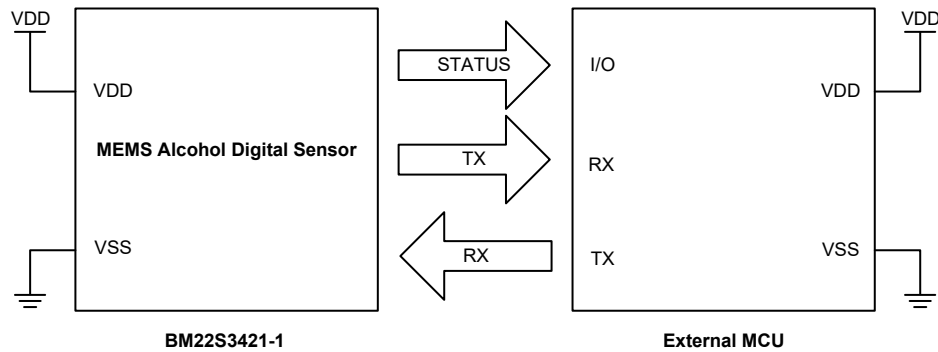 VDD
VDD
STATUS
I/O
VDD
VDD
MEMS Alcohol Digital Sensor
TX
RX
VSS
RX
TX
VSS
BM22S3421-1
External MCU